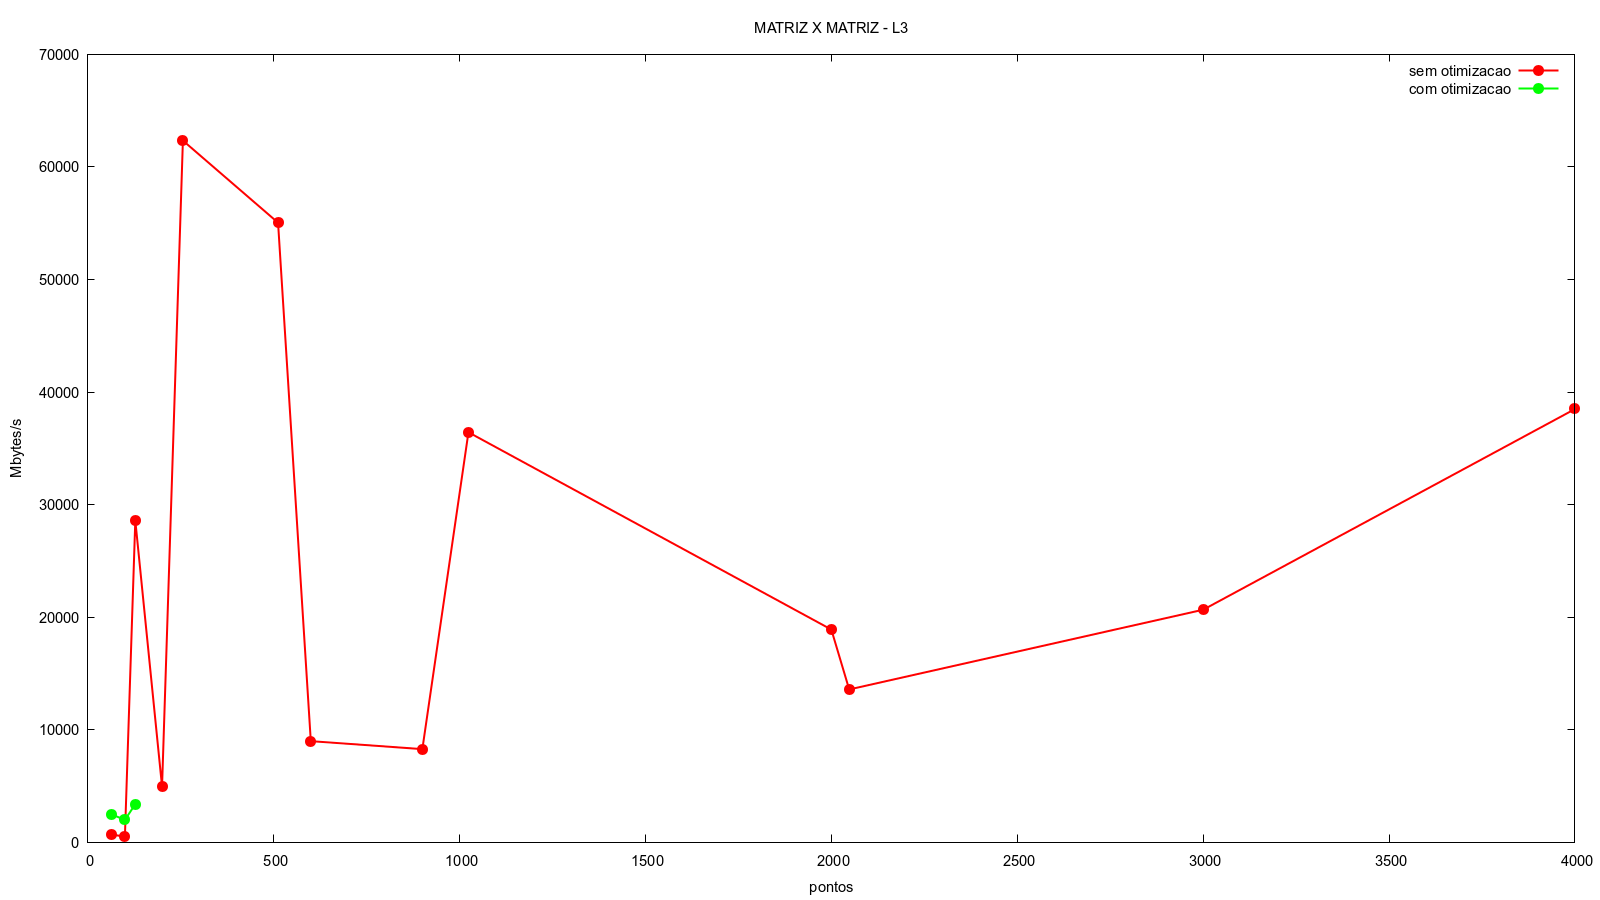 MATRIZ X MATRIZ - L3
70000
60000
50000
40000
30000
20000
10000
0
Mbytes/s
sem otimizacao
com otimizacao
0 500 1000 1500 2000 2500 3000 3500 4000
pontos